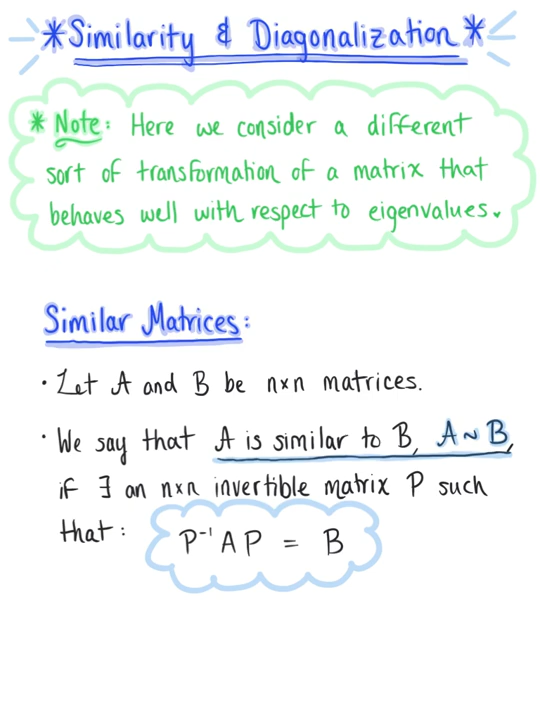 *Similarity & Diagonalization*
* Note: Here we consider a different
sort of transformation of a matrix that
behaves well with respect to eigenvalues.
Similar Matrices:
• Let A and B be n×n matrices.
• We say that A is similar to B, A ~ B,
if ∃ an n×n invertible matrix P such
that:
P⁻¹AP = B